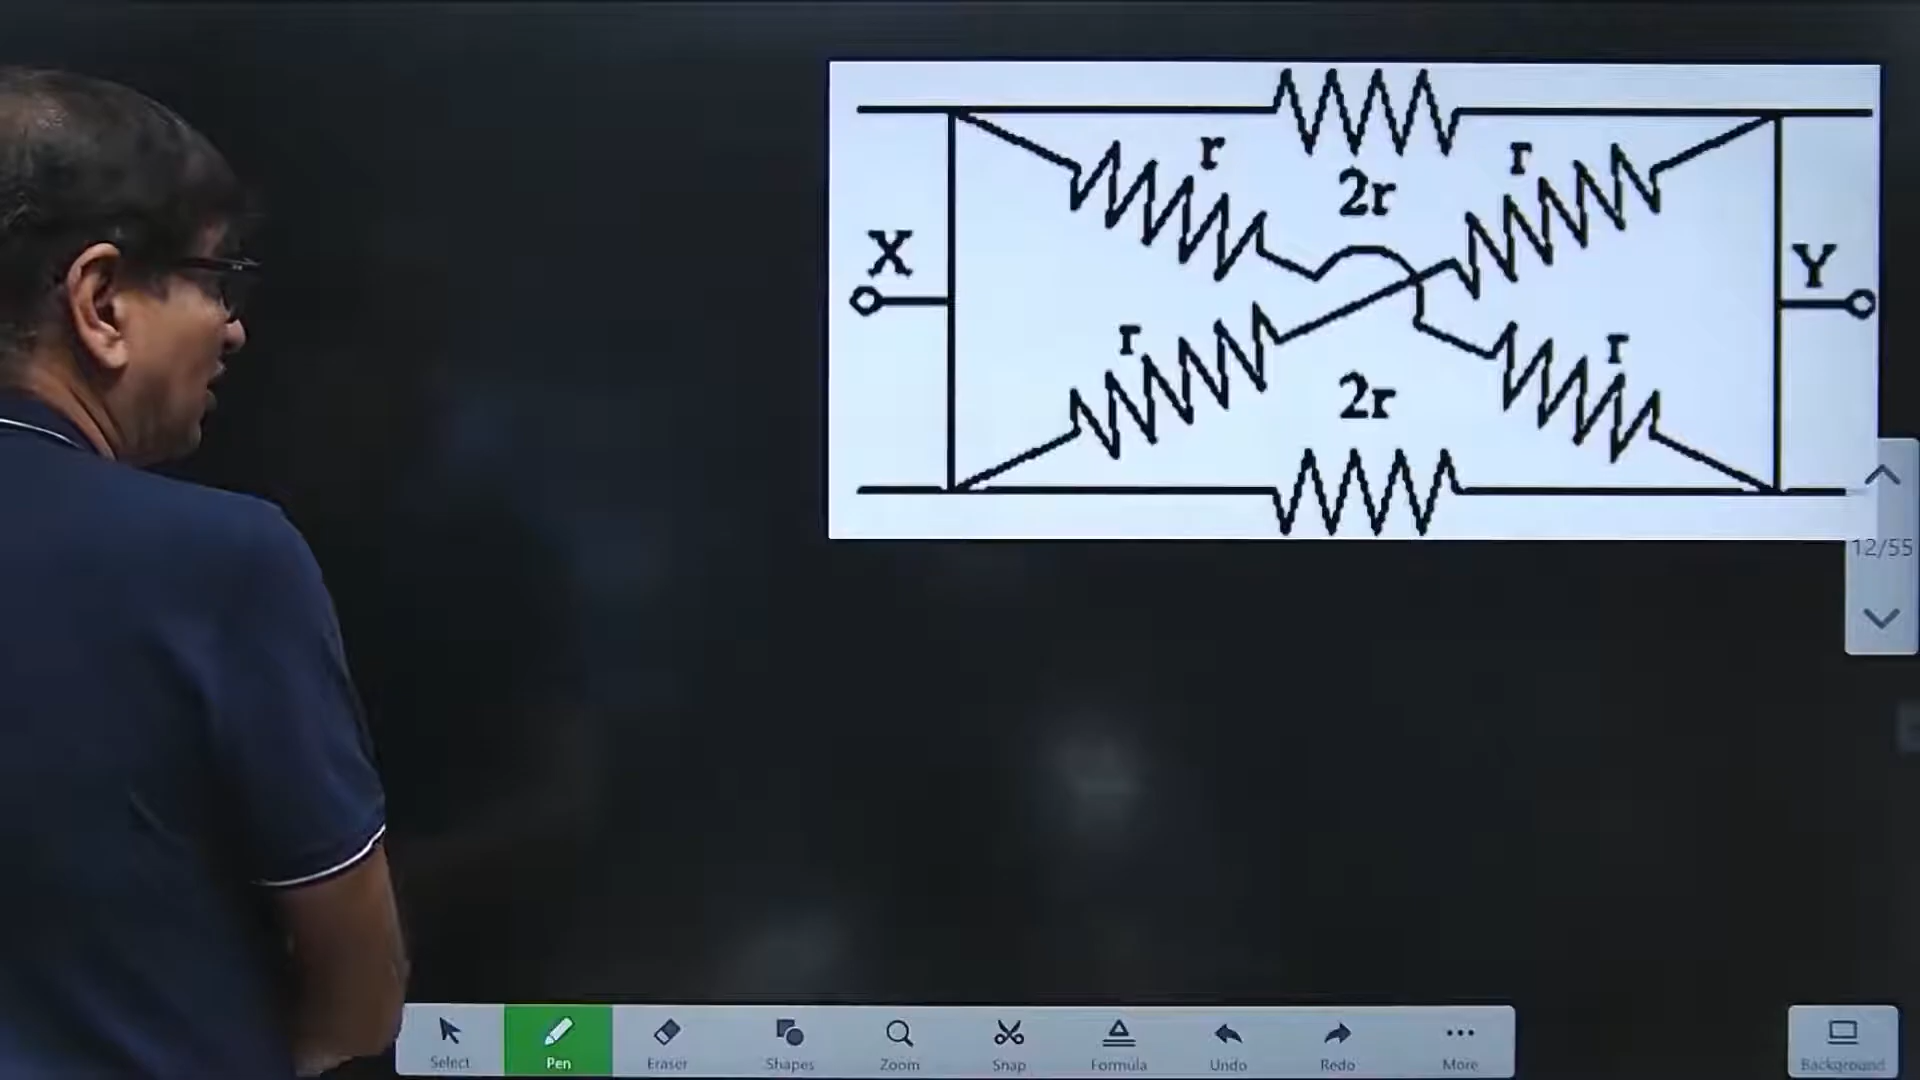 r
r
2r
X
Y
r
r
2r
12/55
Select
Pen
Eraser
Shapes
Zoom
Snap
Formula
Undo
Redo
More
Background